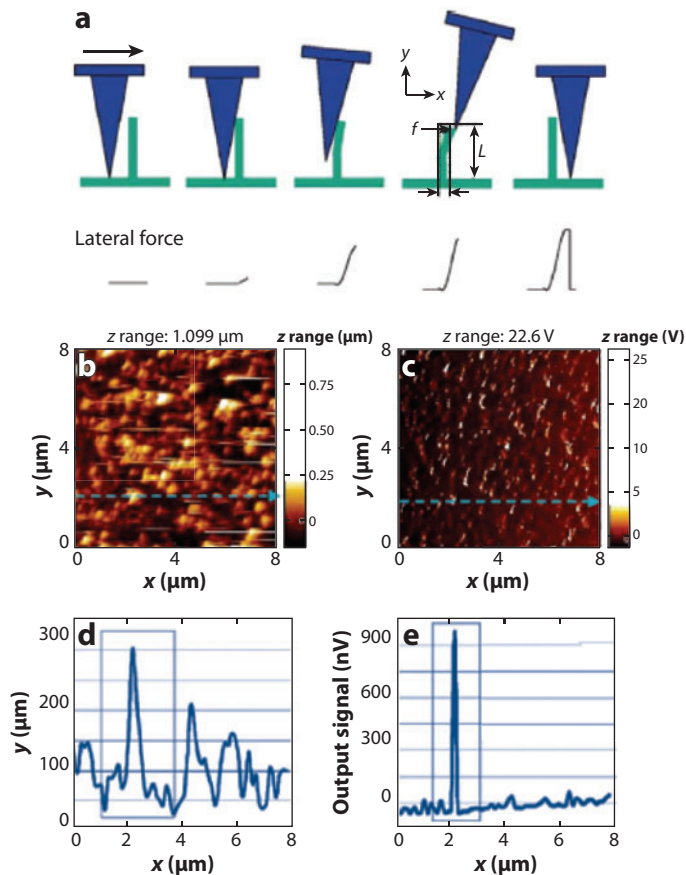 a
y
x
f
L
Lateral force
z range: 1.099 µm
z range (µm)
z range: 22.6 V
z range (V)
b
c
8
4
0
y (µm)
0 4 8
x (µm)
0.75
0.50
0.25
0
8
4
0
y (µm)
0 4 8
x (µm)
25
20
15
10
5
0
d
e
300
200
100
0
y (µm)
0 2 4 6 8
x (µm)
900
600
300
0
Output signal (nV)
0 2 4 6 8
x (µm)